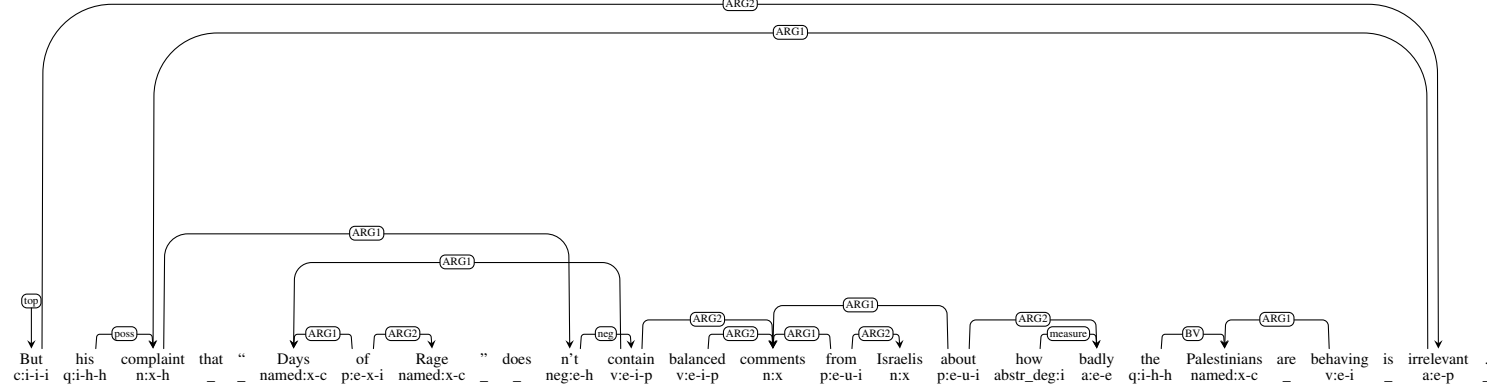 ARG2
ARG1
ARG1
ARG1
top
ARG1
ARG2
ARG2
poss
ARG1
ARG2
neg
ARG2
ARG1
ARG2
measure
BV
ARG1
But his complaint that “ Days of Rage ” does n't contain balanced comments from Israelis about how badly the Palestinians are behaving is irrelevant
c:i-i-i q:i-h-h n:x-h _ _ named:x-c p:e-x-i named:x-c _ _ neg:e-h v:e-i-p v:e-i-p n:x p:e-u-i n:x p:e-u-i abstr_deg:i a:e-e q:i-h-h named:x-c _ v:e-i _ a:e-p